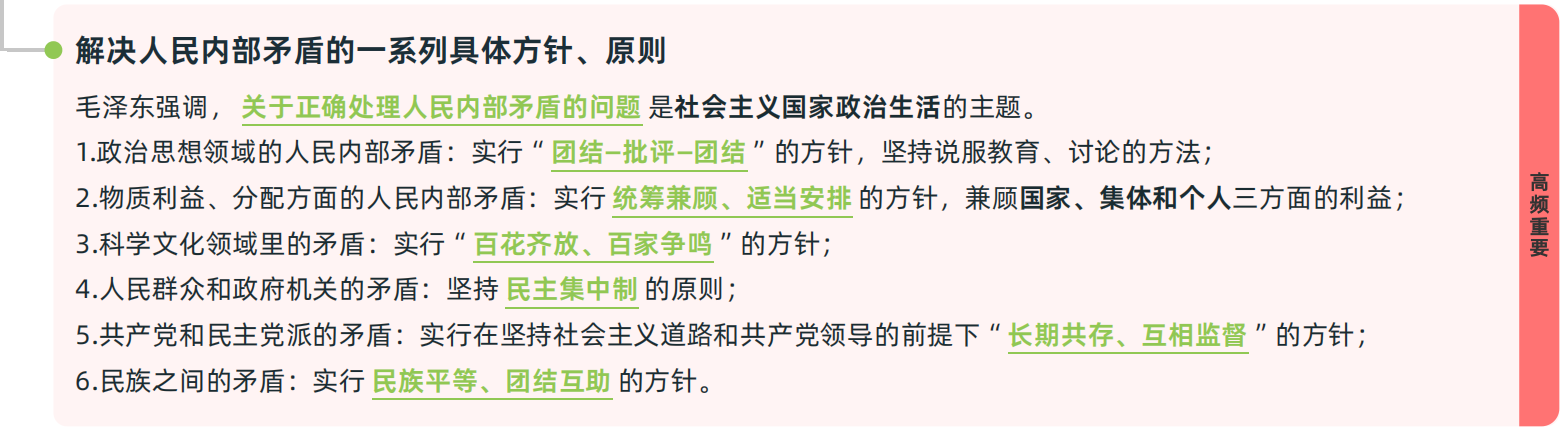 解决人民内部矛盾的一系列具体方针、原则
毛泽东强调，关于正确处理人民内部矛盾的问题 是社会主义国家政治生活的主题。
1.政治思想领域的人民内部矛盾：实行“团结–批评–团结”的方针，坚持说服教育、讨论的方法；
2.物质利益、分配方面的人民内部矛盾：实行 统筹兼顾、适当安排 的方针，兼顾国家、集体和个人三方面的利益；
3.科学文化领域里的矛盾：实行“百花齐放、百家争鸣”的方针；
4.人民群众和政府机关的矛盾：坚持 民主集中制 的原则；
5.共产党和民主党派的矛盾：实行在坚持社会主义道路和共产党领导的前提下“长期共存、互相监督”的方针；
6.民族之间的矛盾：实行 民族平等、团结互助 的方针。
高频重要